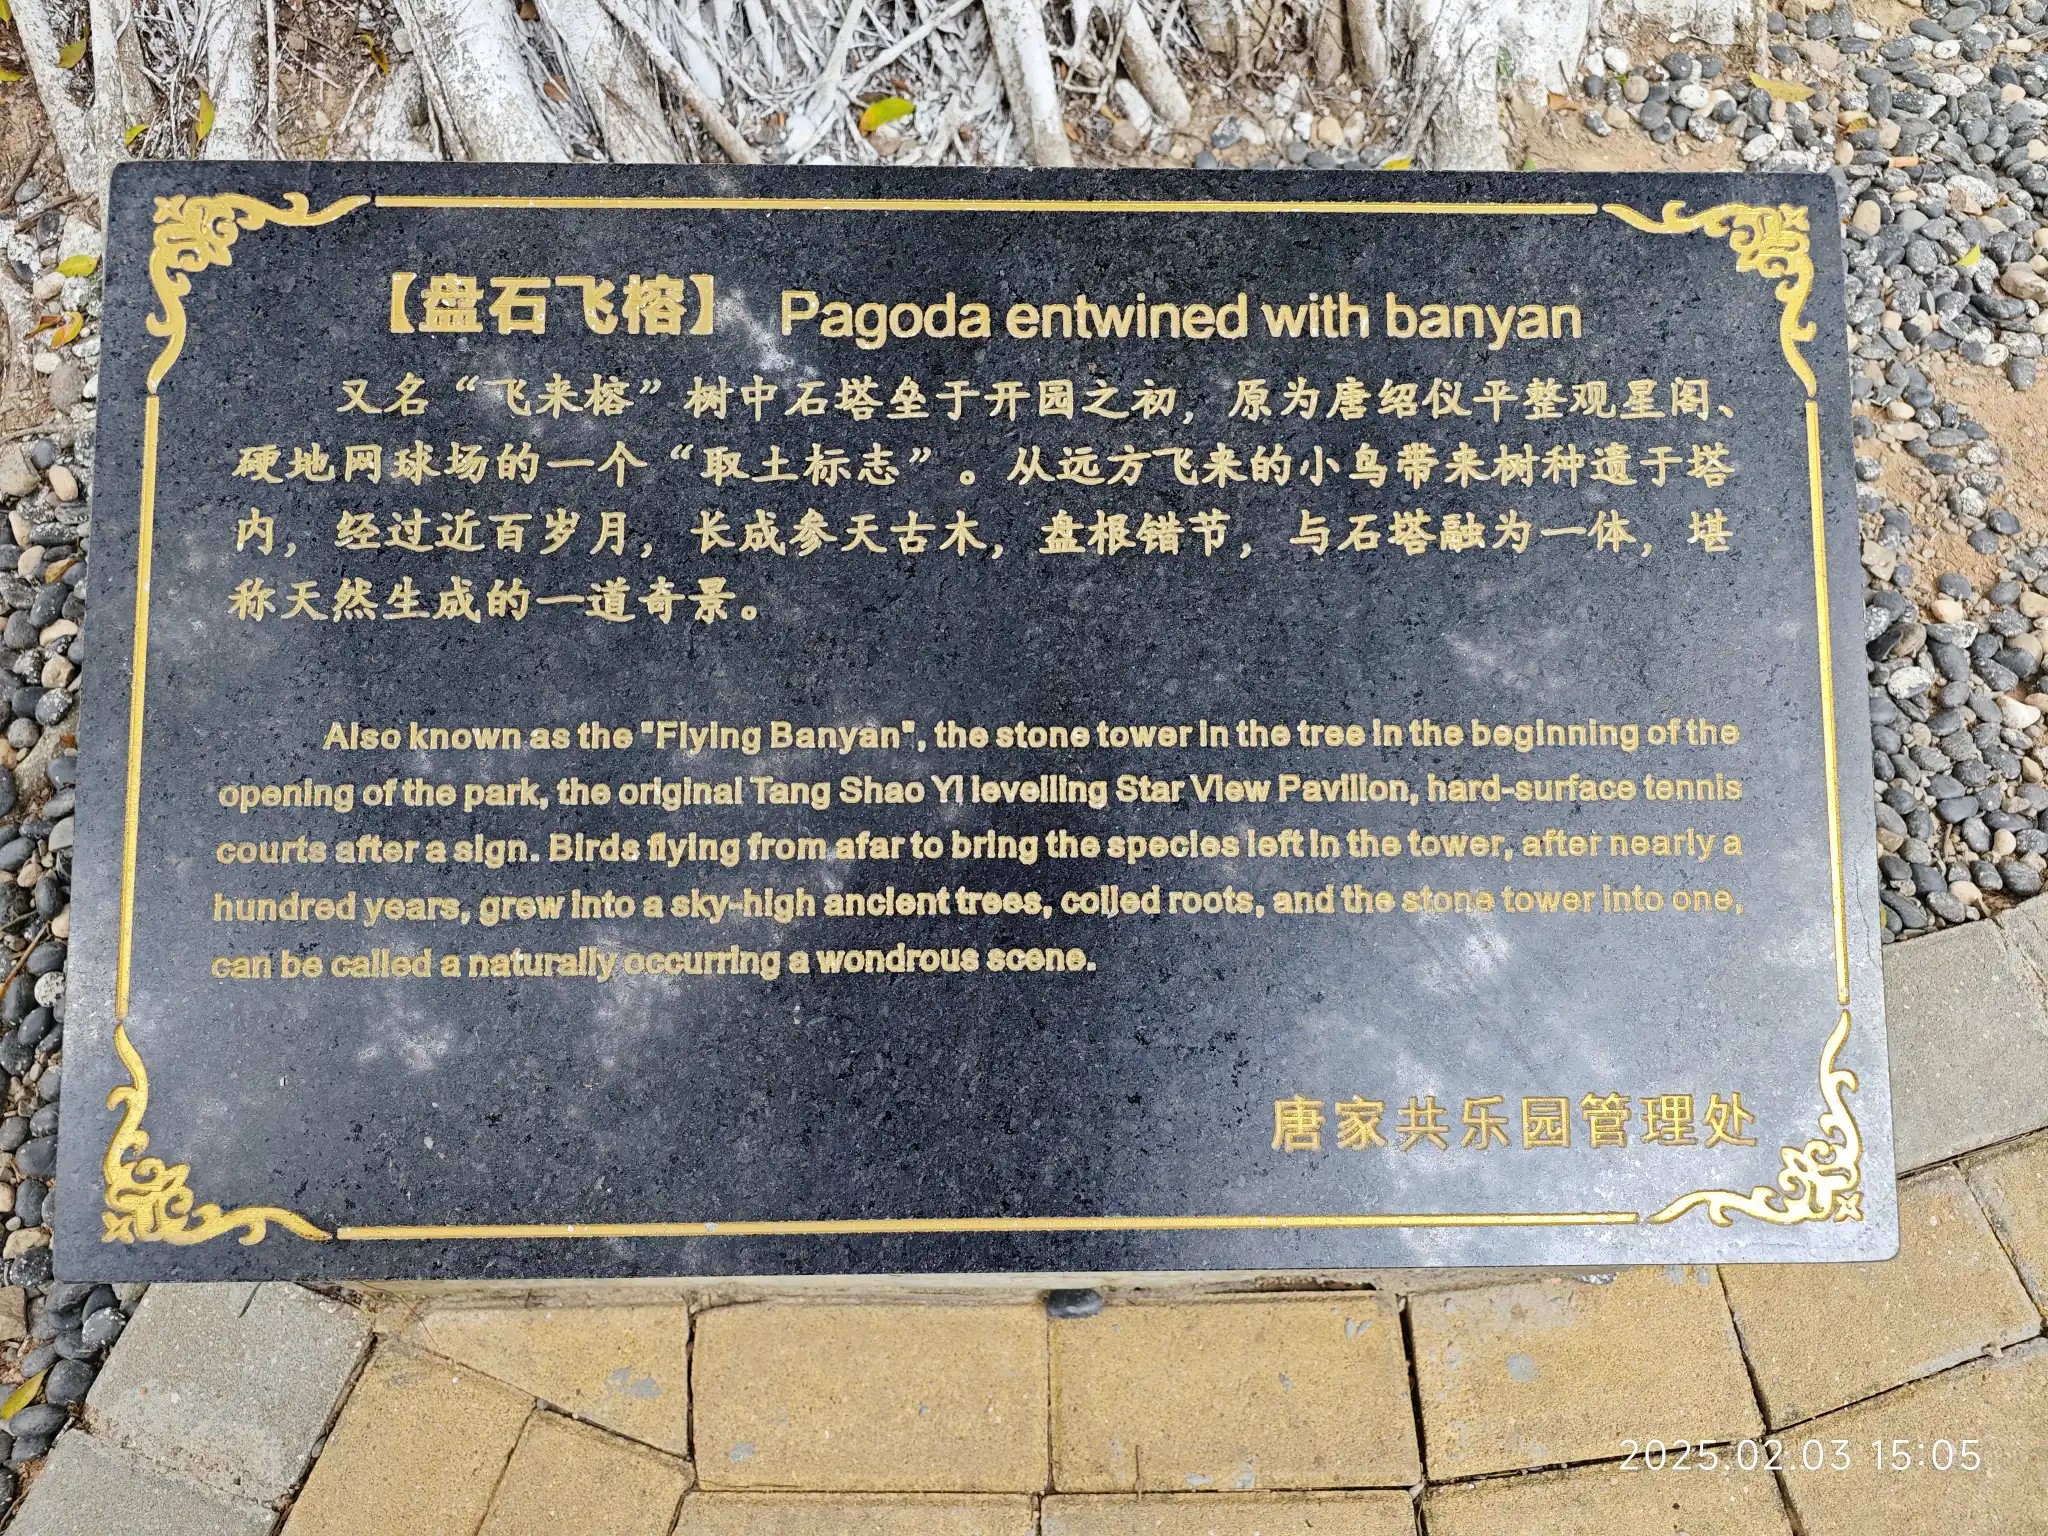 【盘石飞榕】 Pagoda entwined with banyan
又名“飞来榕”树中石塔垒于开园之初，原为唐绍仪平整观星阁、
硬地网球场的一个“取土标志”。从远方飞来的小鸟带来树种遗于塔
内，经过近百岁月，长成参天古木，盘根错节，与石塔融为一体，堪
称天然生成的一道奇景。
Also known as the "Flying Banyan", the stone tower in the tree in the beginning of the
opening of the park, the original Tang Shao Yi levelling Star View Pavilion, hard-surface tennis
courts after a sign. Birds flying from afar to bring the species left in the tower, after nearly a
hundred years, grew into a sky-high ancient trees, coiled roots, and the stone tower into one,
can be called a naturally occurring a wondrous scene.
唐家共乐园管理处
2025.02.03 15:05